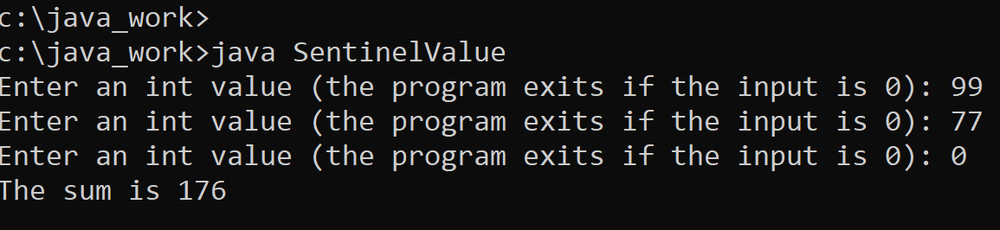 c:\java_work>
c:\java_work>java SentinelValue
Enter an int value (the program exits if the input is 0): 99
Enter an int value (the program exits if the input is 0): 77
Enter an int value (the program exits if the input is 0): 0
The sum is 176